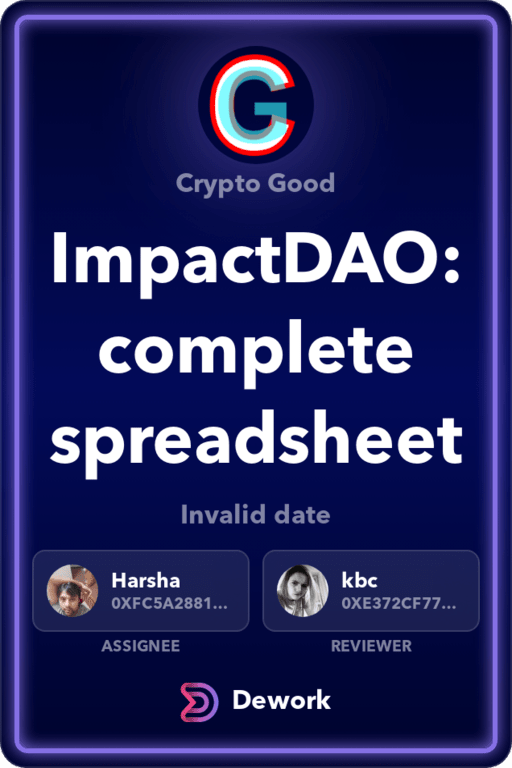 Crypto Good
ImpactDAO:
complete
spreadsheet
Invalid date
Harsha
0XFC5A2881...
ASSIGNEE
kbc
0XE372CF77...
REVIEWER
Dework